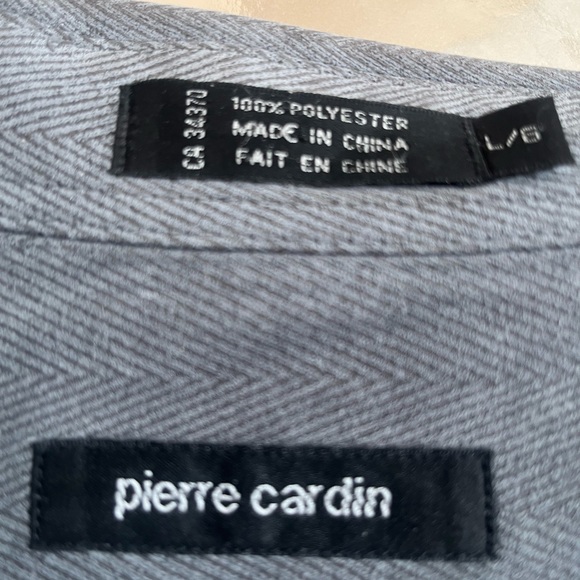 CA 38370
100% POLYESTER
MADE IN CHINA
FAIT EN CHINE
L/G
pierre cardin